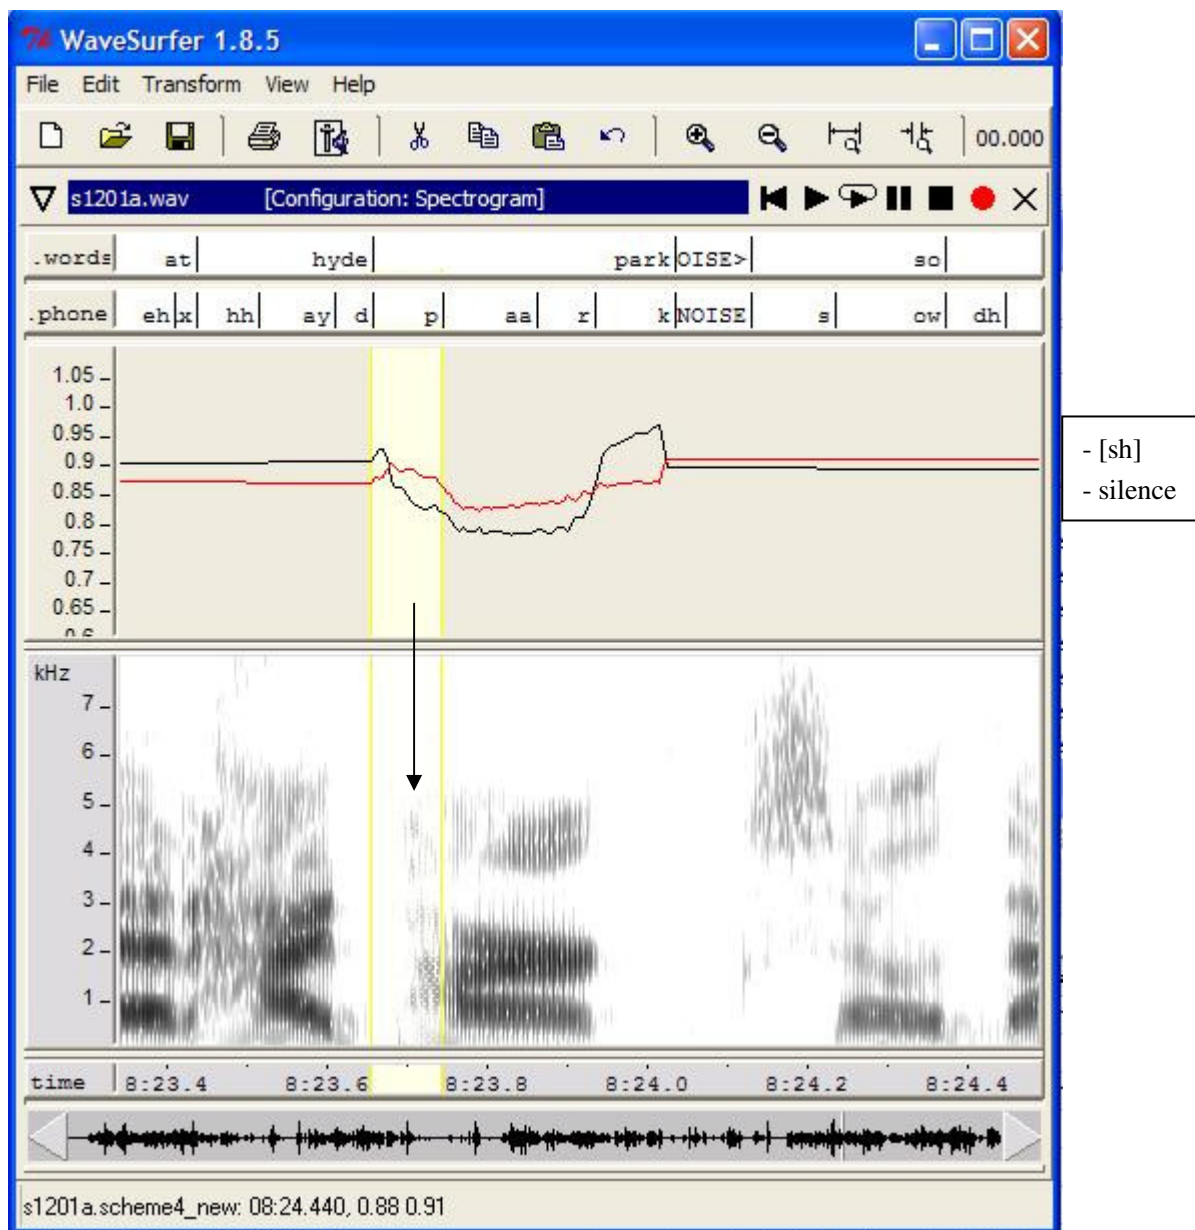 WaveSurfer 1.8.5
File Edit Transform View Help
00.000
s1201a.wav [Configuration: Spectrogram]
.words at hyde park OISE> so
.phone eh x hh ay d p aa r k NOISE s ow dh
1.05
1.0
0.95
0.9
0.85
0.8
0.75
0.7
0.65
0.6
- [sh]
- silence
kHz
7
6
5
4
3
2
1
time 8:23.4 8:23.6 8:23.8 8:24.0 8:24.2 8:24.4
s1201a.scheme4_new: 08:24.440, 0.88 0.91